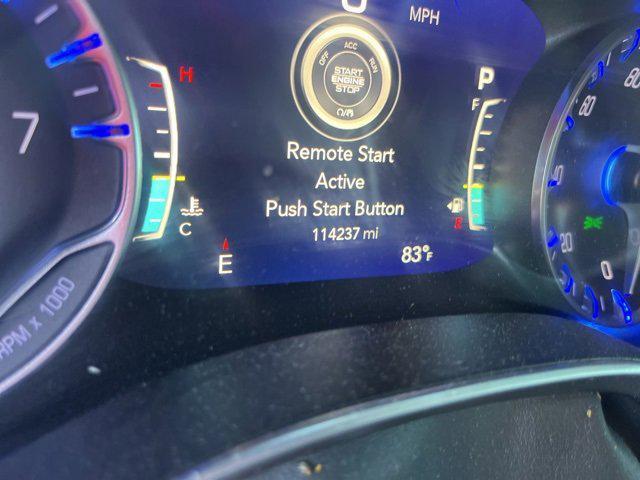 MPH
ACC
OFF
RUN
START
ENGINE
STOP
H
P
F
7
80
60
Remote Start
Active
Push Start Button
114237 mi
C
E
83°F
20
0
RPM x 1000